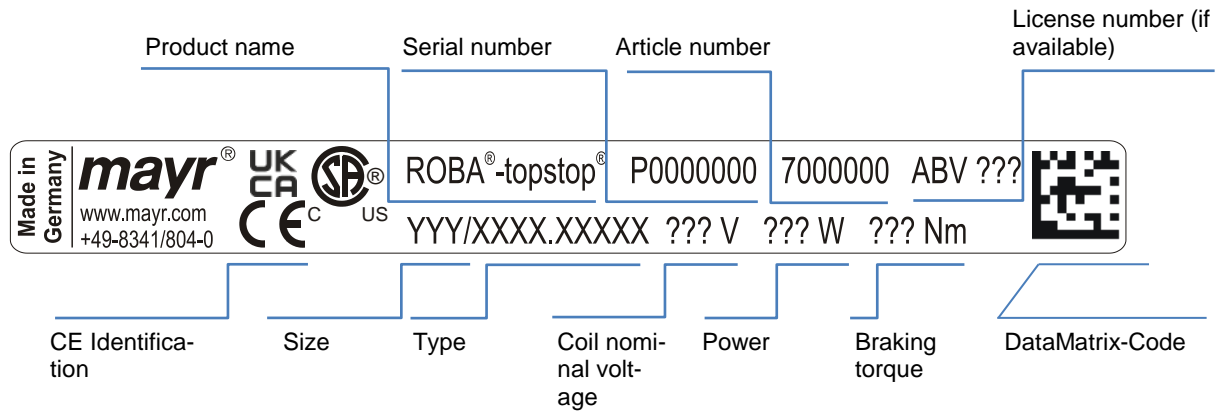 License number (if
available)
Product name
Serial number
Article number
Made in
Germany
mayr®
www.mayr.com
+49-8341/804-0
UK
CA
CE
C SA ® US
ROBA®-topstop® P0000000 7000000 ABV ???
YYY/XXXX.XXXXX ??? V ??? W ??? Nm
CE Identifica-
tion
Size
Type
Coil nomi-
nal volt-
age
Power
Braking
torque
DataMatrix-Code